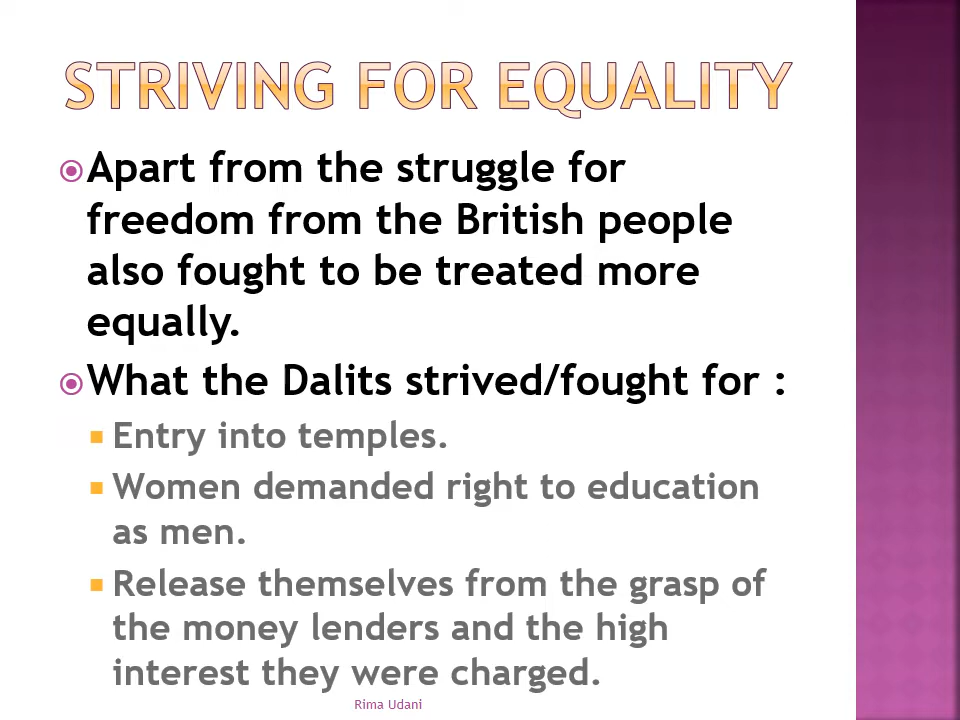 STRIVING FOR EQUALITY
Apart from the struggle for
freedom from the British people
also fought to be treated more
equally.
What the Dalits strived/fought for :
Entry into temples.
Women demanded right to education
as men.
Release themselves from the grasp of
the money lenders and the high
interest they were charged.
Rima Udani